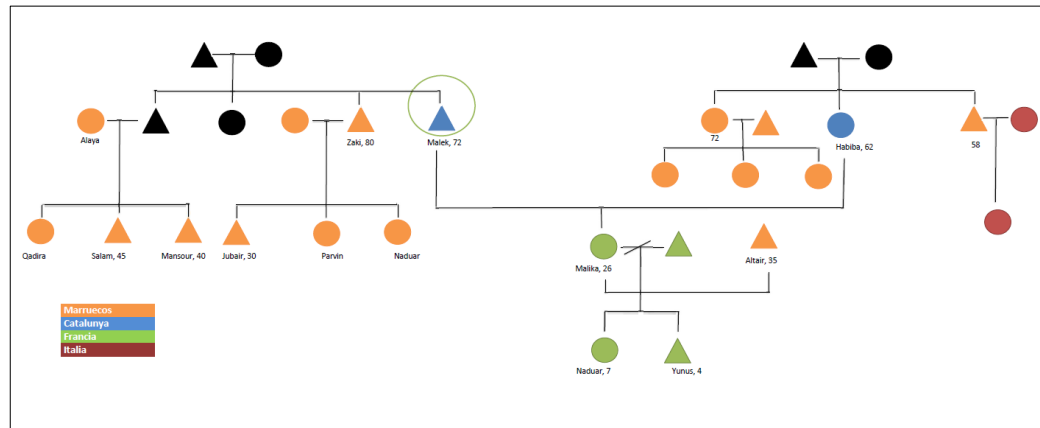 Alaya
Zaki, 80
Malek, 72
72
Habiba, 62
58
Qadira
Salam, 45
Mansour, 40
Jubair, 30
Parvin
Naduar
Malika, 26
Altair, 35
Marruecos
Catalunya
Francia
Italia
Naduar, 7
Yunus, 4